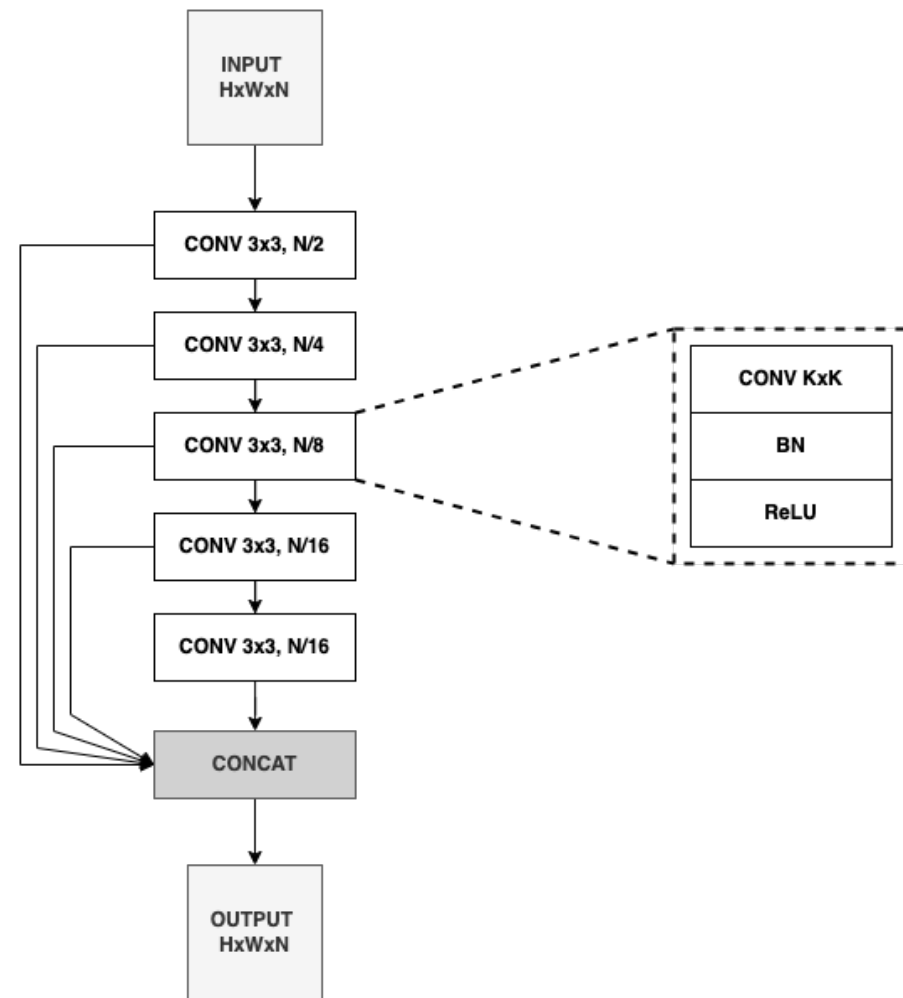 INPUT
HxWxN
CONV 3x3, N/2
CONV 3x3, N/4
CONV 3x3, N/8
CONV 3x3, N/16
CONV 3x3, N/16
CONCAT
OUTPUT
HxWxN
CONV KxK
BN
ReLU